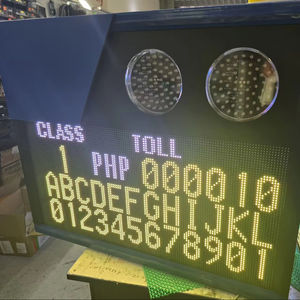 CLASS TOLL
1 PHP 000010
ABCDEFGHIJKL
012345678901